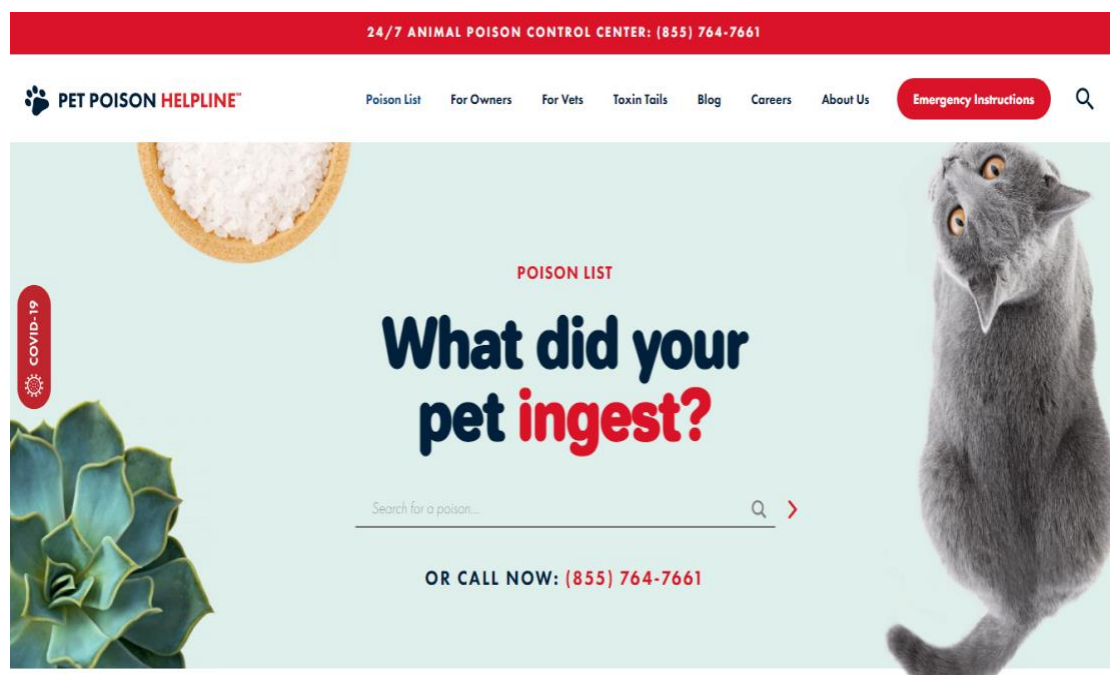 24/7 ANIMAL POISON CONTROL CENTER: (855) 764-7661
PET POISON HELPLINE™
Poison List
For Owners
For Vets
Toxin Tails
Blog
Careers
About Us
Emergency Instructions
COVID-19
POISON LIST
What did your
pet ingest?
Search for a poison...
OR CALL NOW: (855) 764-7661